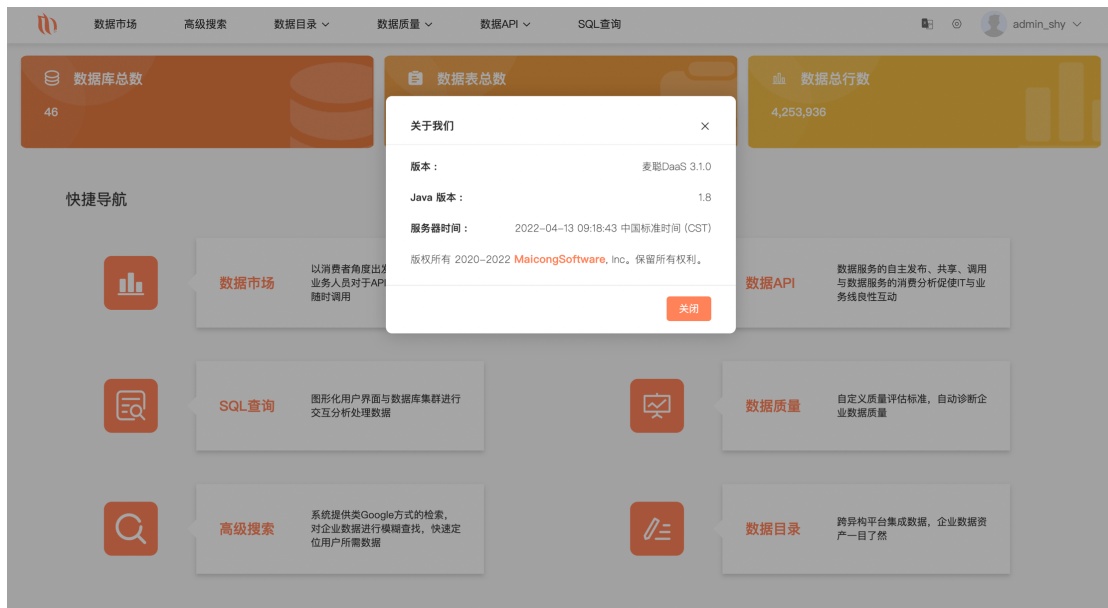 数据市场 高级搜索 数据目录 数据质量 数据API SQL查询 admin_shy
数据库总数
46
数据表总数
数据总行数
4,253,936
关于我们
版本：
麦聪DaaS 3.1.0
Java 版本：
1.8
服务器时间：
2022-04-13 09:18:43 中国标准时间 (CST)
版权所有 2020-2022 MaicongSoftware, Inc。保留所有权利。
关闭
快捷导航
数据市场
以消费者角度出发
业务人员对于API
随时调用
数据API
数据服务的自主发布、共享、调用
与数据服务的消费分析促使IT与业
务线良性互动
SQL查询
图形化用户界面与数据库集群进行
交互分析处理数据
数据质量
自定义质量评估标准，自动诊断企
业数据质量
高级搜索
系统提供类Google方式的检索，
对企业数据进行模糊查找，快速定
位用户所需数据
数据目录
跨异构平台集成数据，企业数据资
产一目了然